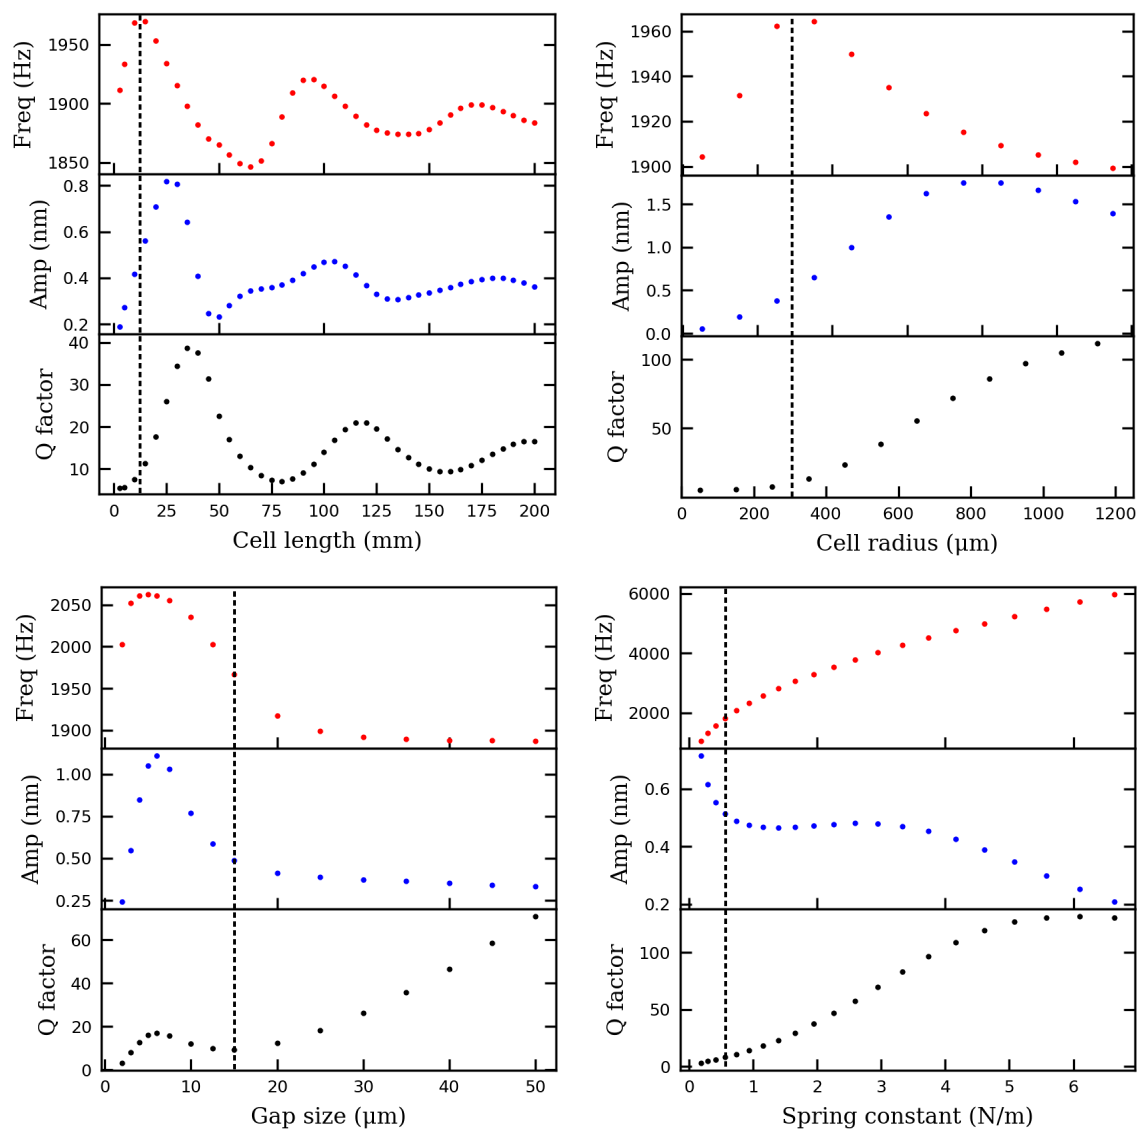 Freq (Hz)
1950
1900
1850
Amp (nm)
0.8
0.6
0.4
0.2
Q factor
40
30
20
10
0 25 50 75 100 125 150 175 200
Cell length (mm)
Freq (Hz)
1960
1940
1920
1900
Amp (nm)
1.5
1.0
0.5
0.0
Q factor
100
50
0 200 400 600 800 1000 1200
Cell radius (μm)
Freq (Hz)
2050
2000
1950
1900
Amp (nm)
1.00
0.75
0.50
0.25
Q factor
60
40
20
0
0 10 20 30 40 50
Gap size (μm)
Freq (Hz)
6000
4000
2000
Amp (nm)
0.6
0.4
0.2
Q factor
100
50
0
0 1 2 3 4 5 6
Spring constant (N/m)